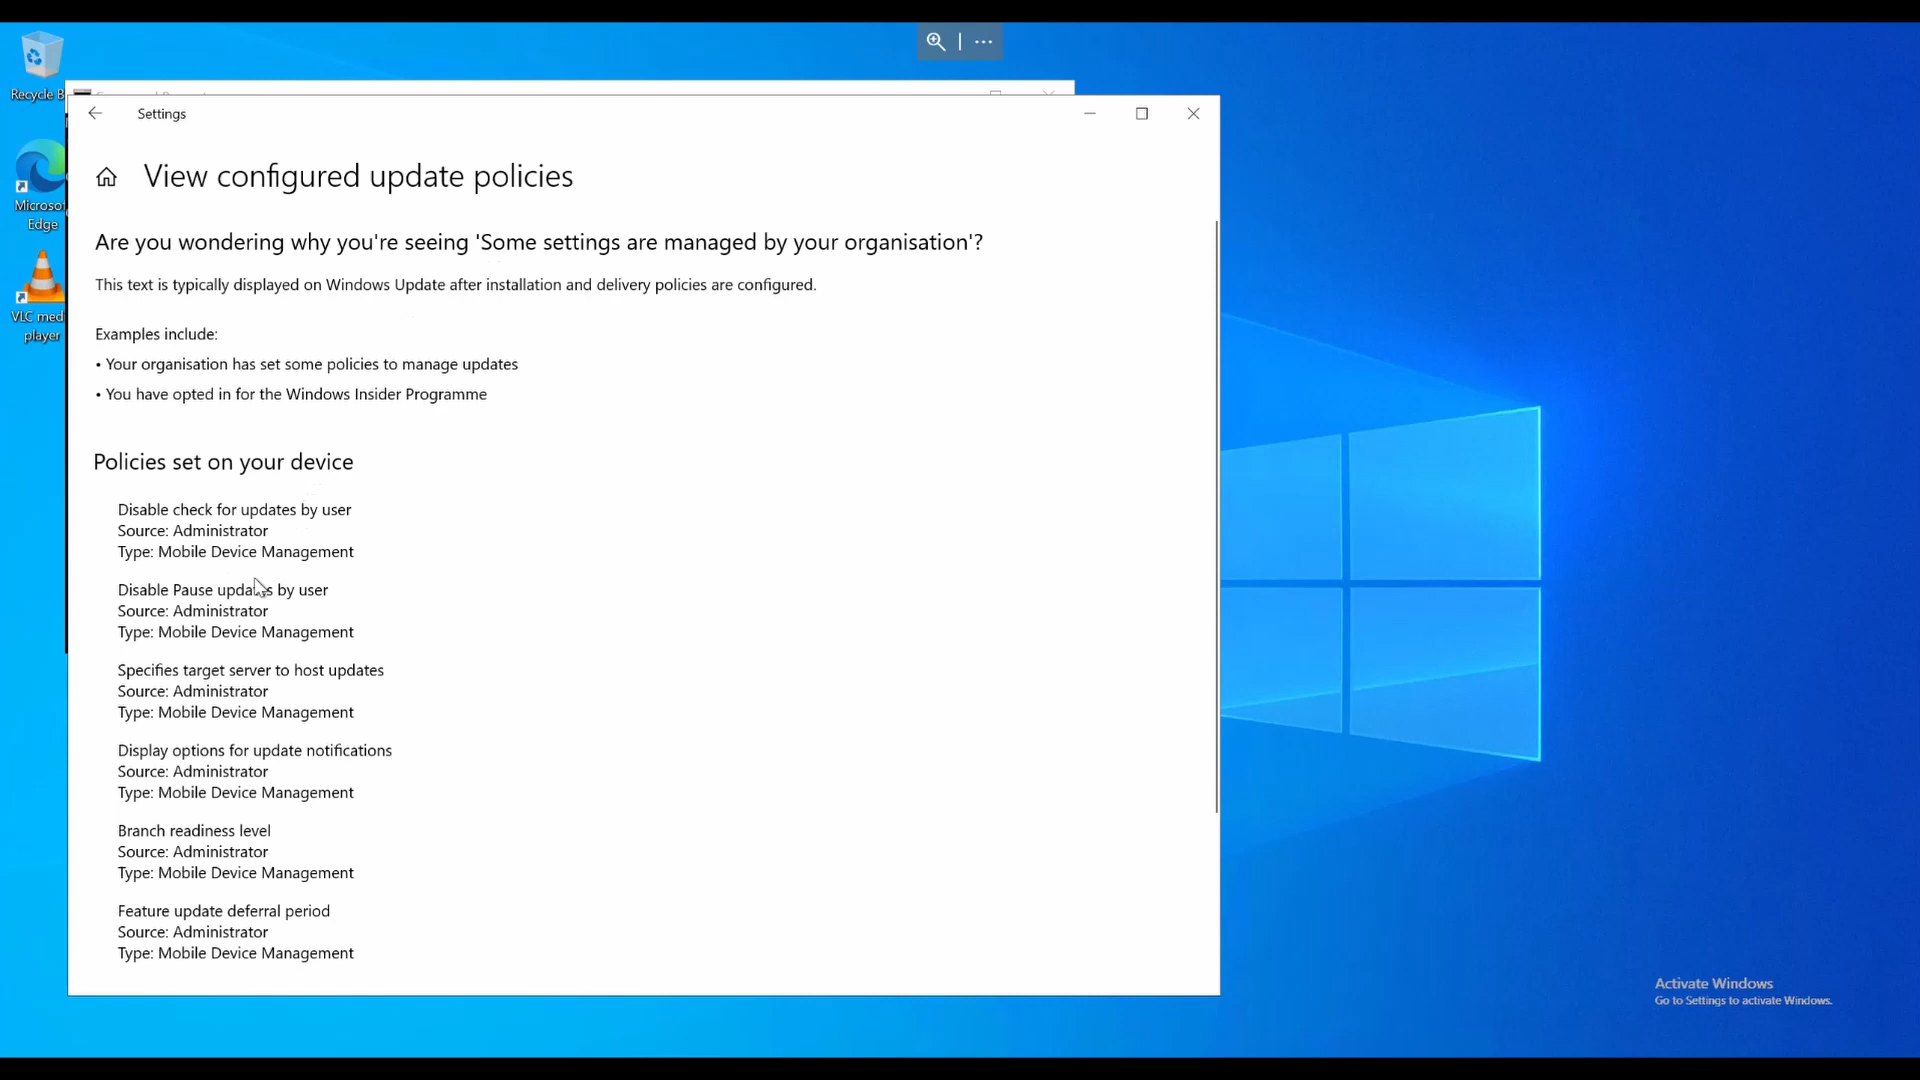 Recycle B
Settings
View configured update policies
Are you wondering why you're seeing 'Some settings are managed by your organisation'?
This text is typically displayed on Windows Update after installation and delivery policies are configured.
Examples include:
• Your organisation has set some policies to manage updates
• You have opted in for the Windows Insider Programme
Policies set on your device
Disable check for updates by user
Source: Administrator
Type: Mobile Device Management
Disable Pause updates by user
Source: Administrator
Type: Mobile Device Management
Specifies target server to host updates
Source: Administrator
Type: Mobile Device Management
Display options for update notifications
Source: Administrator
Type: Mobile Device Management
Branch readiness level
Source: Administrator
Type: Mobile Device Management
Feature update deferral period
Source: Administrator
Type: Mobile Device Management
Microsof
Edge
VLC med
player
Activate Windows
Go to Settings to activate Windows.